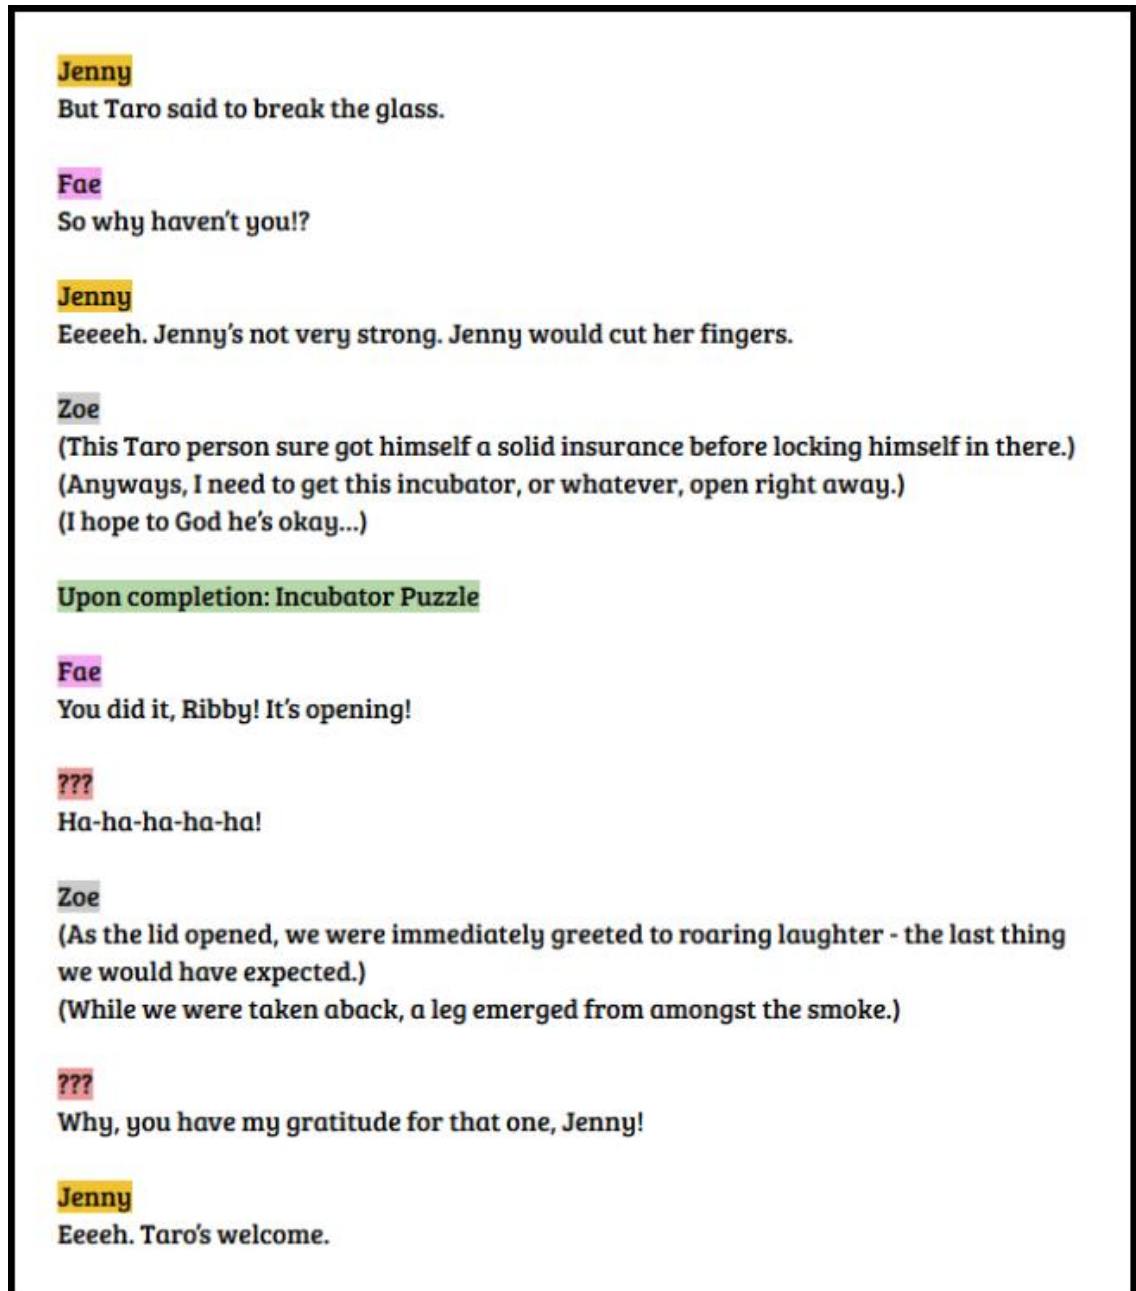 Jenny
But Taro said to break the glass.
Fae
So why haven't you!?
Jenny
Eeeeeh. Jenny's not very strong. Jenny would cut her fingers.
Zoe
(This Taro person sure got himself a solid insurance before locking himself in there.)
(Anyways, I need to get this incubator, or whatever, open right away.)
(I hope to God he's okay...)
Upon completion: Incubator Puzzle
Fae
You did it, Ribby! It's opening!
???
Ha-ha-ha-ha-ha!
Zoe
(As the lid opened, we were immediately greeted to roaring laughter - the last thing
we would have expected.)
(While we were taken aback, a leg emerged from amongst the smoke.)
???
Why, you have my gratitude for that one, Jenny!
Jenny
Eeeeh. Taro's welcome.